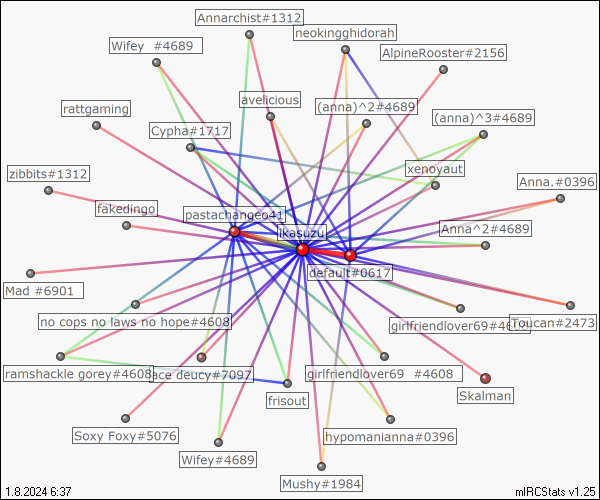 Annarchist#1312
neokingghidorah
Wifey #4689
AlpineRooster#2156
avelicious
(anna)^2#4689
rattgaming
(anna)^3#4689
Cypha#1717
xenoyaut
zibbits#1312
Anna.#0396
fakedingo
pastachangeo41
Anna^2#4689
ikasuzu
default#0617
Mad #6901
no cops no laws no hope#4608
girlfriendlover69#46
Toucan#2473
ramshackle gorey#4608
ace deucy#7097
girlfriendlover69 #4608
frisout
Skalman
Soxy Foxy#5076
hypomanianna#0396
Wifey#4689
Mushy#1984
1.8.2024 6:37
mIRCStats v1.25